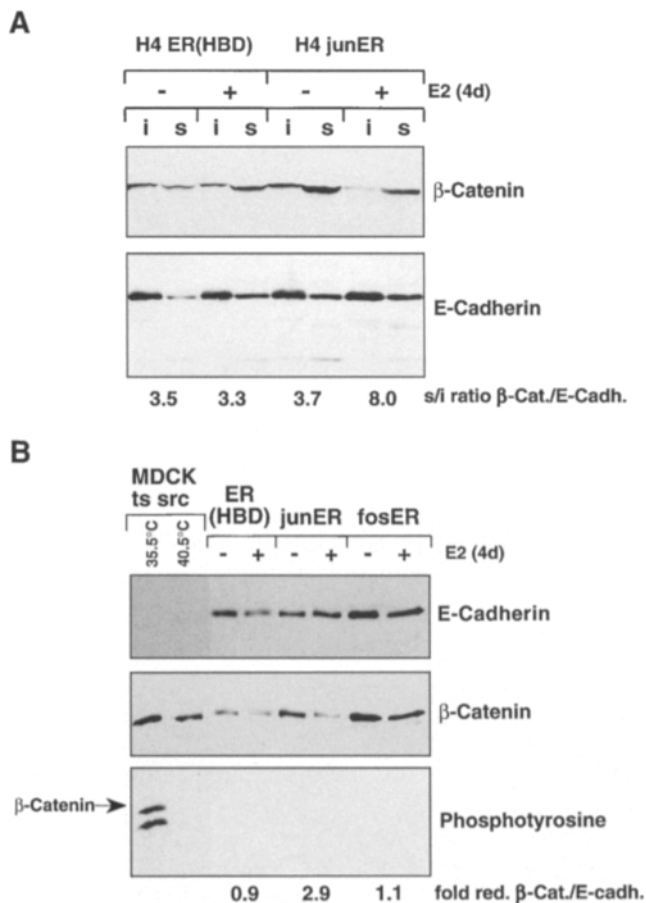 A
H4 ER(HBD) H4 junER
- + - + E2 (4d)
i s i s i s i s
β-Catenin
E-Cadherin
3.5 3.3 3.7 8.0 s/i ratio β-Cat./E-Cadh.
B
MDCK
ts src
ER
(HBD) junER fosER
35.5°C 40.5°C
- + - + - + E2 (4d)
E-Cadherin
β-Catenin
β-Catenin
Phosphotyrosine
0.9 2.9 1.1 fold red. β-Cat./E-cadh.